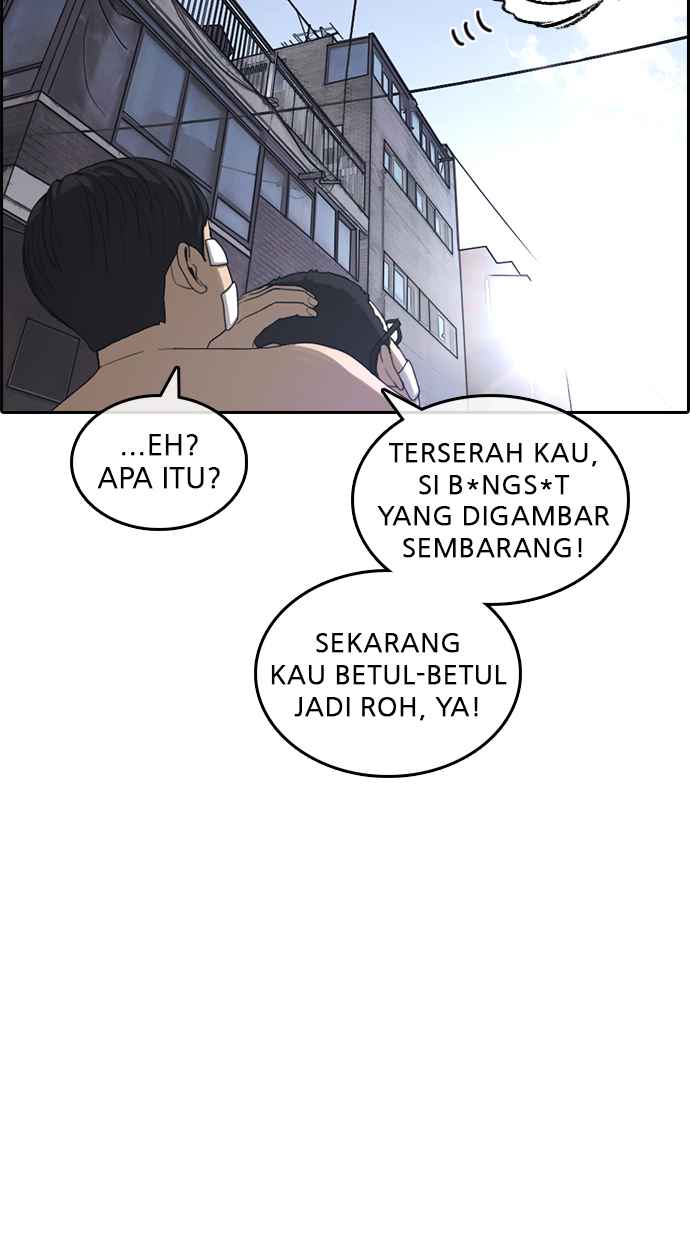 ...EH?
APA ITU?
TERSERAH KAU,
SI B*NGS*T
YANG DIGAMBAR
SEMBARANG!
SEKARANG
KAU BETUL-BETUL
JADI ROH, YA!